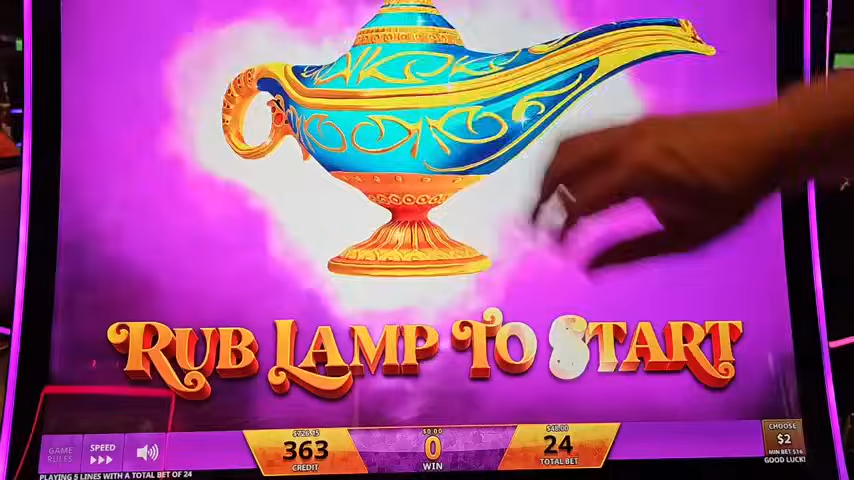 RUB LAMP TO START
GAME RULES
SPEED
$726.15
363
CREDIT
$0.00
0
WIN
$48.00
24
TOTAL BET
CHOOSE
$2
MIN BET $16
GOOD LUCK!
PLAYING 5 LINES WITH A TOTAL BET OF 24